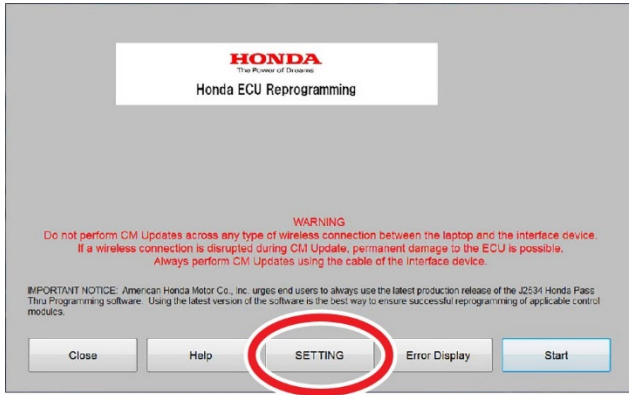 HONDA
The Power of Dreams
Honda ECU Reprogramming
WARNING
Do not perform CM Updates across any type of wireless connection between the laptop and the interface device.
If a wireless connection is disrupted during CM Update, permanent damage to the ECU is possible.
Always perform CM Updates using the cable of the interface device.
IMPORTANT NOTICE: American Honda Motor Co., Inc. urges end users to always use the latest production release of the J2534 Honda Pass
Thru Programming software. Using the latest version of the software is the best way to ensure successful reprogramming of applicable control
modules.
Close Help SETTING Error Display Start